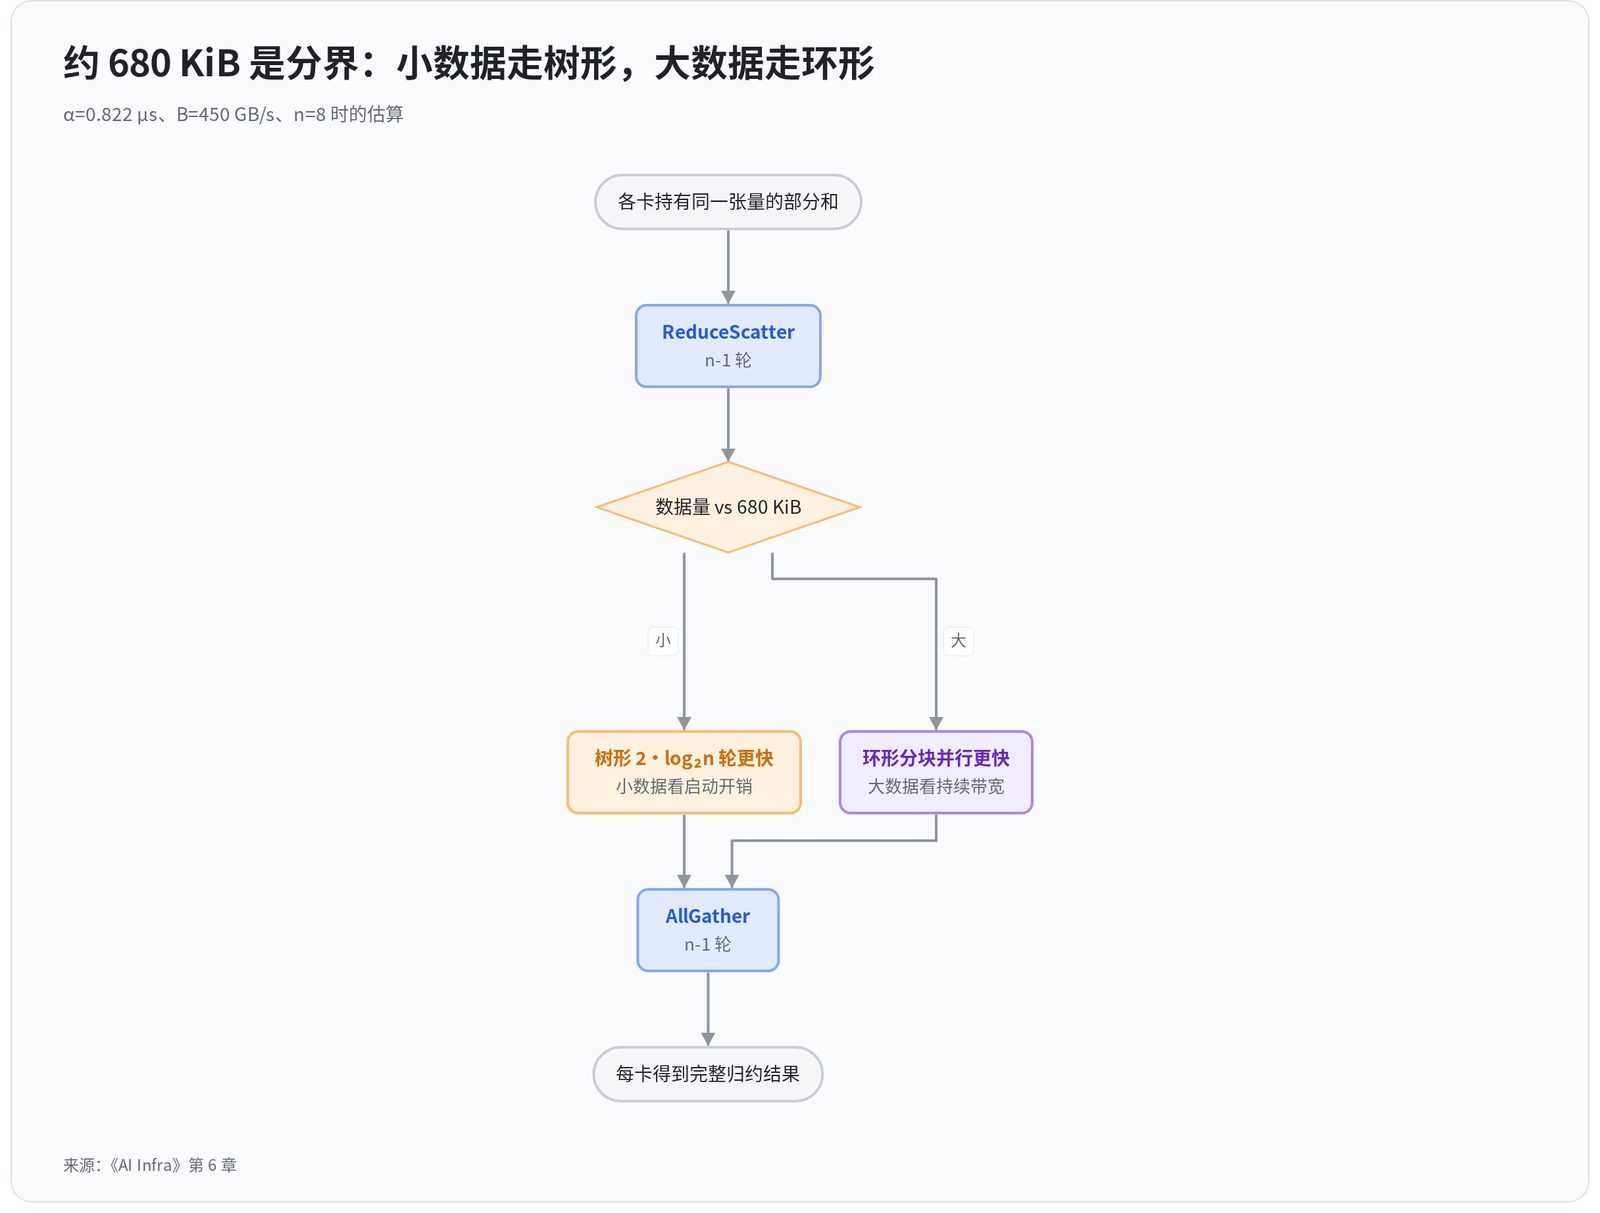 约 680 KiB 是分界：小数据走树形，大数据走环形
α=0.822 μs、B=450 GB/s、n=8 时的估算
各卡持有同一张量的部分和
ReduceScatter
n-1 轮
数据量 vs 680 KiB
小
大
树形 2·log₂n 轮更快
小数据看启动开销
环形分块并行更快
大数据看持续带宽
AllGather
n-1 轮
每卡得到完整归约结果
来源：《AI Infra》第 6 章